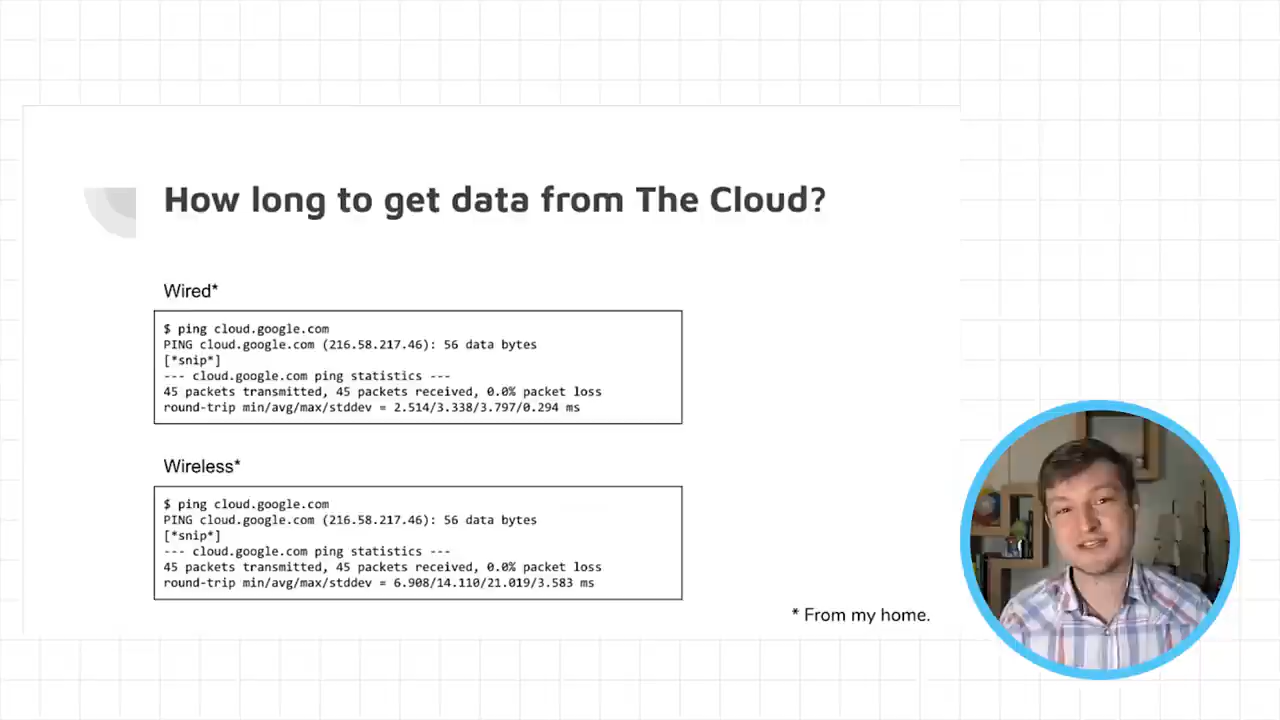 How long to get data from The Cloud?
Wired*
$ ping cloud.google.com
PING cloud.google.com (216.58.217.46): 56 data bytes
[*snip*]
--- cloud.google.com ping statistics ---
45 packets transmitted, 45 packets received, 0.0% packet loss
round-trip min/avg/max/stddev = 2.514/3.338/3.797/0.294 ms
Wireless*
$ ping cloud.google.com
PING cloud.google.com (216.58.217.46): 56 data bytes
[*snip*]
--- cloud.google.com ping statistics ---
45 packets transmitted, 45 packets received, 0.0% packet loss
round-trip min/avg/max/stddev = 6.908/14.110/21.019/3.583 ms
* From my home.